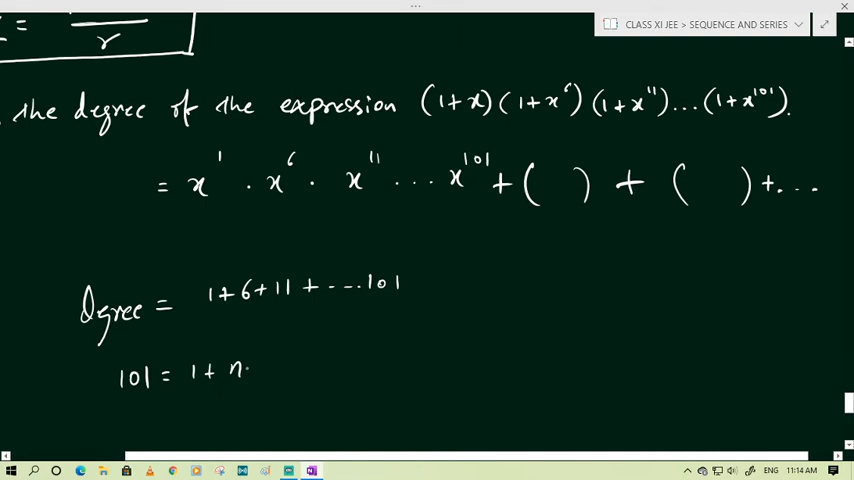 CLASS XI JEE > SEQUENCE AND SERIES
r
the degree of the expression (1+x)(1+x⁶)(1+x¹¹)...(1+x¹⁰¹).
= x¹ · x⁶ · x¹¹ ... x¹⁰¹ + ( ) + ( ) + ...
Degree = 1+6+11+ ....101
101 = 1 + n
ENG 11:14 AM